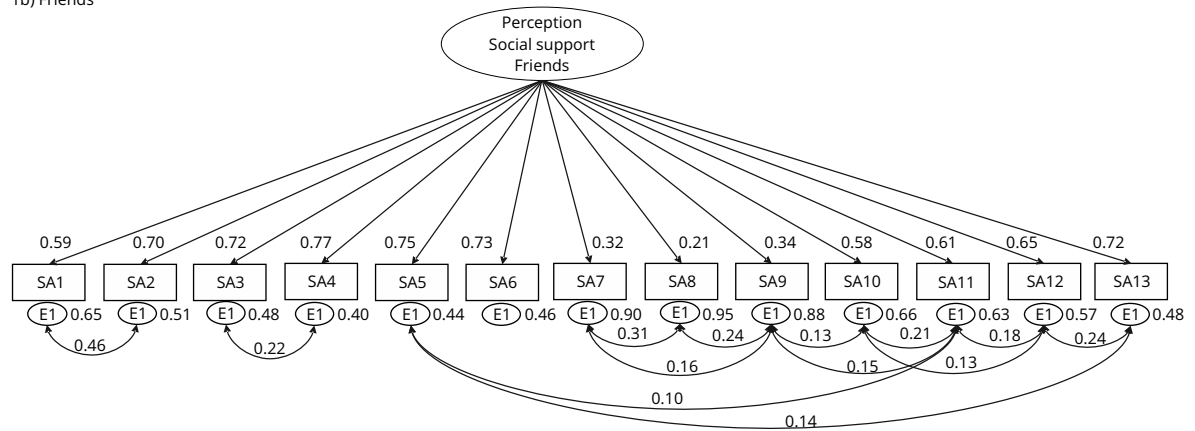 1b) Friends
Perception
Social support
Friends
0.59 0.70 0.72 0.77 0.75 0.73 0.32 0.21 0.34 0.58 0.61 0.65 0.72
SA1 SA2 SA3 SA4 SA5 SA6 SA7 SA8 SA9 SA10 SA11 SA12 SA13
E1 0.65 E1 0.51 E1 0.48 E1 0.40 E1 0.44 E1 0.46 E1 0.90 E1 0.95 E1 0.88 E1 0.66 E1 0.63 E1 0.57 E1 0.48
0.46 0.22 0.31 0.24 0.13 0.21 0.18 0.24
0.16 0.15 0.13
0.10
0.14